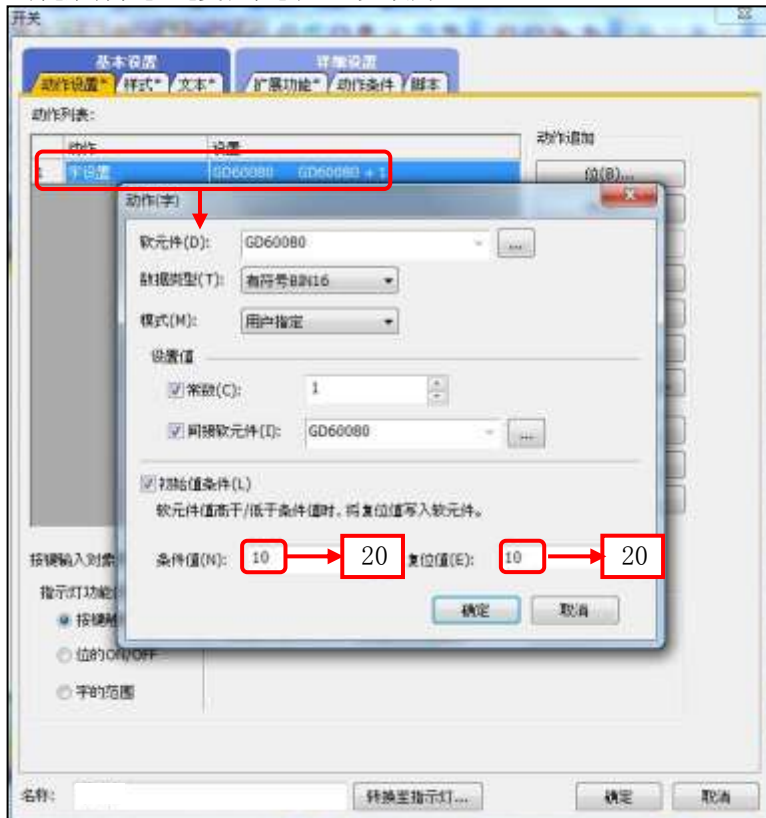 开关
基本设置 详细设置
动作设置* 样式* 文本* 扩展功能* 动作条件 脚本
动作列表:
动作 设置
字设置 GD60080 GD60080 + 1
动作追加
位(B)...
动作(字)
软元件(D): GD60080 ...
数据类型(T): 有符号BIN16
模式(M): 用户指定
设置值
常数(C): 1
间接软元件(I): GD60080 ...
初始值条件(L)
软元件值高于/低于条件值时，将复位值写入软元件。
条件值(N): 10 20 复位值(E): 10 20
确定 取消
按键输入对象
指示灯功能
按键触
位的ON/OFF
字的范围
名称: 转换至指示灯... 确定 取消